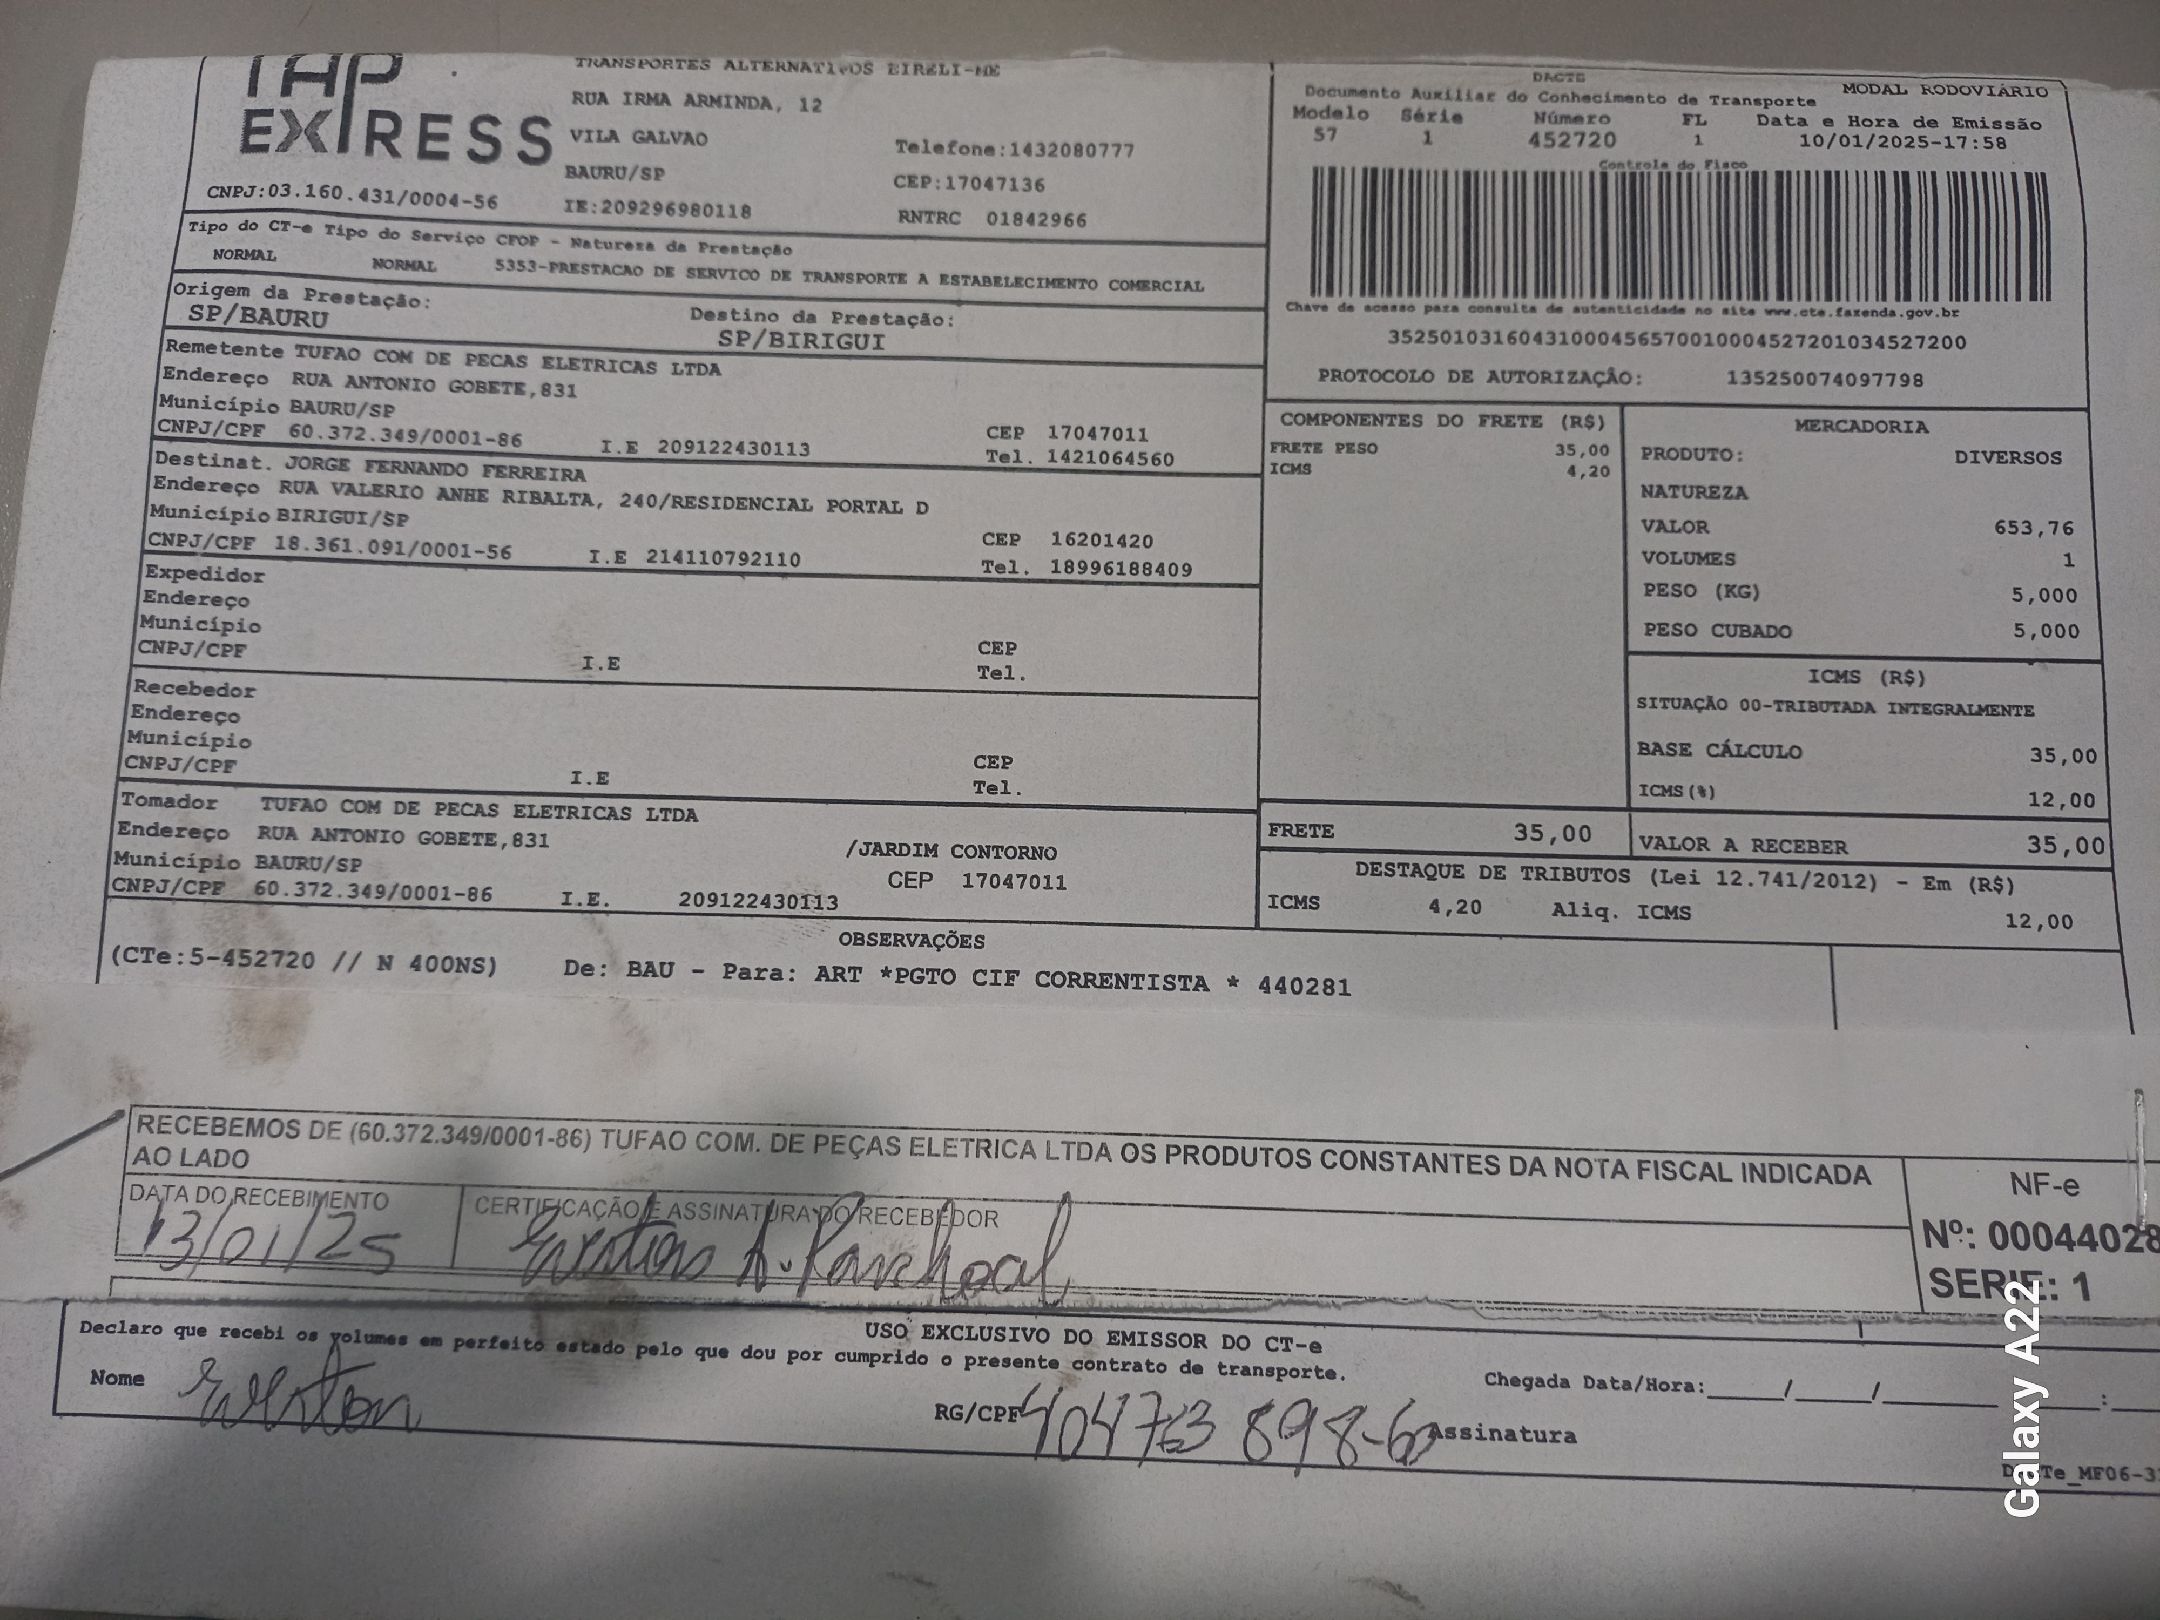 TAP
EXPRESS
TRANSPORTES ALTERNATIVOS EIRELI-ME
RUA IRMA ARMINDA, 12
VILA GALVAO
Telefone:1432080777
BAURU/SP
CEP:17047136
CNPJ:03.160.431/0004-56
IE:209296980118
RNTRC 01842966
DACTE
Documento Auxiliar do Conhecimento de Transporte
MODAL RODOVIÁRIO
Modelo Série Número FL Data e Hora de Emissão
57 1 452720 1 10/01/2025-17:58
Controle do Fisco
Chave de acesso para consulta de autenticidade no site www.cte.fazenda.gov.br
35250103160431000456570010004527201034527200
PROTOCOLO DE AUTORIZAÇÃO: 135250074097798
Tipo do CT-e Tipo do Serviço CFOP - Natureza da Prestação
NORMAL NORMAL 5353-PRESTACAO DE SERVICO DE TRANSPORTE A ESTABELECIMENTO COMERCIAL
Origem da Prestação:
SP/BAURU
Destino da Prestação:
SP/BIRIGUI
Remetente TUFAO COM DE PECAS ELETRICAS LTDA
Endereço RUA ANTONIO GOBETE,831
Município BAURU/SP
CEP 17047011
CNPJ/CPF 60.372.349/0001-86 I.E 209122430113 Tel. 1421064560
Destinat. JORGE FERNANDO FERREIRA
Endereço RUA VALERIO ANHE RIBALTA, 240/RESIDENCIAL PORTAL D
Município BIRIGUI/SP
CEP 16201420
CNPJ/CPF 18.361.091/0001-56 I.E 214110792110 Tel. 18996188409
Expedidor
Endereço
Município
CEP
CNPJ/CPF I.E Tel.
Recebedor
Endereço
Município
CEP
CNPJ/CPF I.E Tel.
Tomador TUFAO COM DE PECAS ELETRICAS LTDA
Endereço RUA ANTONIO GOBETE,831 /JARDIM CONTORNO
Município BAURU/SP CEP 17047011
CNPJ/CPF 60.372.349/0001-86 I.E. 209122430113
COMPONENTES DO FRETE (R$)
FRETE PESO 35,00
ICMS 4,20
MERCADORIA
PRODUTO: DIVERSOS
NATUREZA
VALOR 653,76
VOLUMES 1
PESO (KG) 5,000
PESO CUBADO 5,000
ICMS (R$)
SITUAÇÃO 00-TRIBUTADA INTEGRALMENTE
BASE CÁLCULO 35,00
ICMS(%) 12,00
FRETE 35,00
VALOR A RECEBER 35,00
DESTAQUE DE TRIBUTOS (Lei 12.741/2012) - Em (R$)
ICMS 4,20 Aliq. ICMS 12,00
OBSERVAÇÕES
(CTe:5-452720 // N 400NS) De: BAU - Para: ART *PGTO CIF CORRENTISTA * 440281
RECEBEMOS DE (60.372.349/0001-86) TUFAO COM. DE PEÇAS ELETRICA LTDA OS PRODUTOS CONSTANTES DA NOTA FISCAL INDICADA
AO LADO
DATA DO RECEBIMENTO
13/01/25
CERTIFICAÇÃO E ASSINATURA DO RECEBEDOR
A. Paschoal
NF-e
Nº: 00044028
SERIE: 1
USO EXCLUSIVO DO EMISSOR DO CT-e
Declaro que recebi os volumes em perfeito estado pelo que dou por cumprido o presente contrato de transporte.
Nome
RG/CPF 404763898-60
Assinatura
Chegada Data/Hora:_____/_____/_______:
Galaxy A22